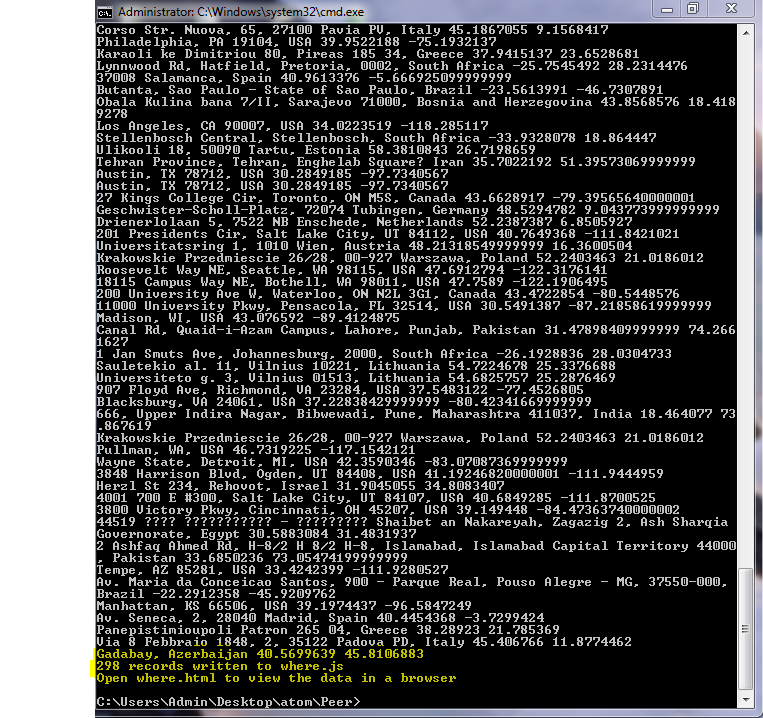 Administrator: C:\Windows\system32\cmd.exe
Corso Str. Nuova, 65, 27100 Pavia PV, Italy 45.1867055 9.1568417
Philadelphia, PA 19104, USA 39.9522188 -75.1932137
Karaoli ke Dimitriou 80, Pireas 185 34, Greece 37.9415137 23.6528681
Lynnwood Rd, Hatfield, Pretoria, 0002, South Africa -25.7545492 28.2314476
37008 Salamanca, Spain 40.9613376 -5.666925099999999
Butanta, Sao Paulo - State of Sao Paulo, Brazil -23.5613991 -46.7307891
Obala Kulina bana 7/II, Sarajevo 71000, Bosnia and Herzegovina 43.8568576 18.418
9278
Los Angeles, CA 90007, USA 34.0223519 -118.285117
Stellenbosch Central, Stellenbosch, South Africa -33.9328078 18.864447
Ulikooli 18, 50090 Tartu, Estonia 58.3810843 26.7198659
Tehran Province, Tehran, Enghelab Square? Iran 35.7022192 51.39573069999999
Austin, TX 78712, USA 30.2849185 -97.7340567
Austin, TX 78712, USA 30.2849185 -97.7340567
27 Kings College Cir, Toronto, ON M5S, Canada 43.6628917 -79.39565640000001
Geschwister-Scholl-Platz, 72074 Tubingen, Germany 48.5294782 9.043773999999999
Drienerlolaan 5, 7522 NB Enschede, Netherlands 52.2387387 6.8505927
201 Presidents Cir, Salt Lake City, UT 84112, USA 40.7649368 -111.8421021
Universitatsring 1, 1010 Wien, Austria 48.21318549999999 16.3600504
Krakowskie Przedmiescie 26/28, 00-927 Warszawa, Poland 52.2403463 21.0186012
Roosevelt Way NE, Seattle, WA 98115, USA 47.6912794 -122.3176141
18115 Campus Way NE, Bothell, WA 98011, USA 47.7589 -122.1906495
200 University Ave W, Waterloo, ON N2L 3G1, Canada 43.4722854 -80.5448576
11000 University Pkwy, Pensacola, FL 32514, USA 30.5491387 -87.21858619999999
Madison, WI, USA 43.076592 -89.4124875
Canal Rd, Quaid-i-Azam Campus, Lahore, Punjab, Pakistan 31.47898409999999 74.266
1627
1 Jan Smuts Ave, Johannesburg, 2000, South Africa -26.1928836 28.0304733
Sauletekio al. 11, Vilnius 10221, Lithuania 54.7224678 25.3376688
Universiteto g. 3, Vilnius 01513, Lithuania 54.6825757 25.2876469
907 Floyd Ave, Richmond, VA 23284, USA 37.5483122 -77.4526805
Blacksburg, VA 24061, USA 37.22838429999999 -80.42341669999999
666, Upper Indira Nagar, Bibwewadi, Pune, Maharashtra 411037, India 18.464077 73
.867619
Krakowskie Przedmiescie 26/28, 00-927 Warszawa, Poland 52.2403463 21.0186012
Pullman, WA, USA 46.7319225 -117.1542121
Wayne State, Detroit, MI, USA 42.3590346 -83.07087369999999
3848 Harrison Blvd, Ogden, UT 84408, USA 41.19246820000001 -111.9444959
Herzl St 234, Rehovot, Israel 31.9045055 34.8083407
4001 700 E #300, Salt Lake City, UT 84107, USA 40.6849285 -111.8700525
3800 Victory Pkwy, Cincinnati, OH 45207, USA 39.149448 -84.47363740000002
44519 ???? ??????????? - ????????? Shaibet an Nakareyah, Zagazig 2, Ash Sharqia
Governorate, Egypt 30.5883084 31.4831937
2 Ashfaq Ahmed Rd, H-8/2 H 8/2 H-8, Islamabad, Islamabad Capital Territory 44000
, Pakistan 33.6850236 73.05474199999999
Tempe, AZ 85281, USA 33.4242399 -111.9280527
Av. Maria da Conceicao Santos, 900 - Parque Real, Pouso Alegre - MG, 37550-000,
Brazil -22.2912358 -45.9209762
Manhattan, KS 66506, USA 39.1974437 -96.5847249
Av. Seneca, 2, 28040 Madrid, Spain 40.4454368 -3.7299424
Panepistimioupoli Patron 265 04, Greece 38.28923 21.785369
Via 8 Febbraio 1848, 2, 35122 Padova PD, Italy 45.406766 11.8774462
Gadabay, Azerbaijan 40.5699639 45.8106883
298 records written to where.js
Open where.html to view the data in a browser
C:\Users\Admin\Desktop\atom\Peer>